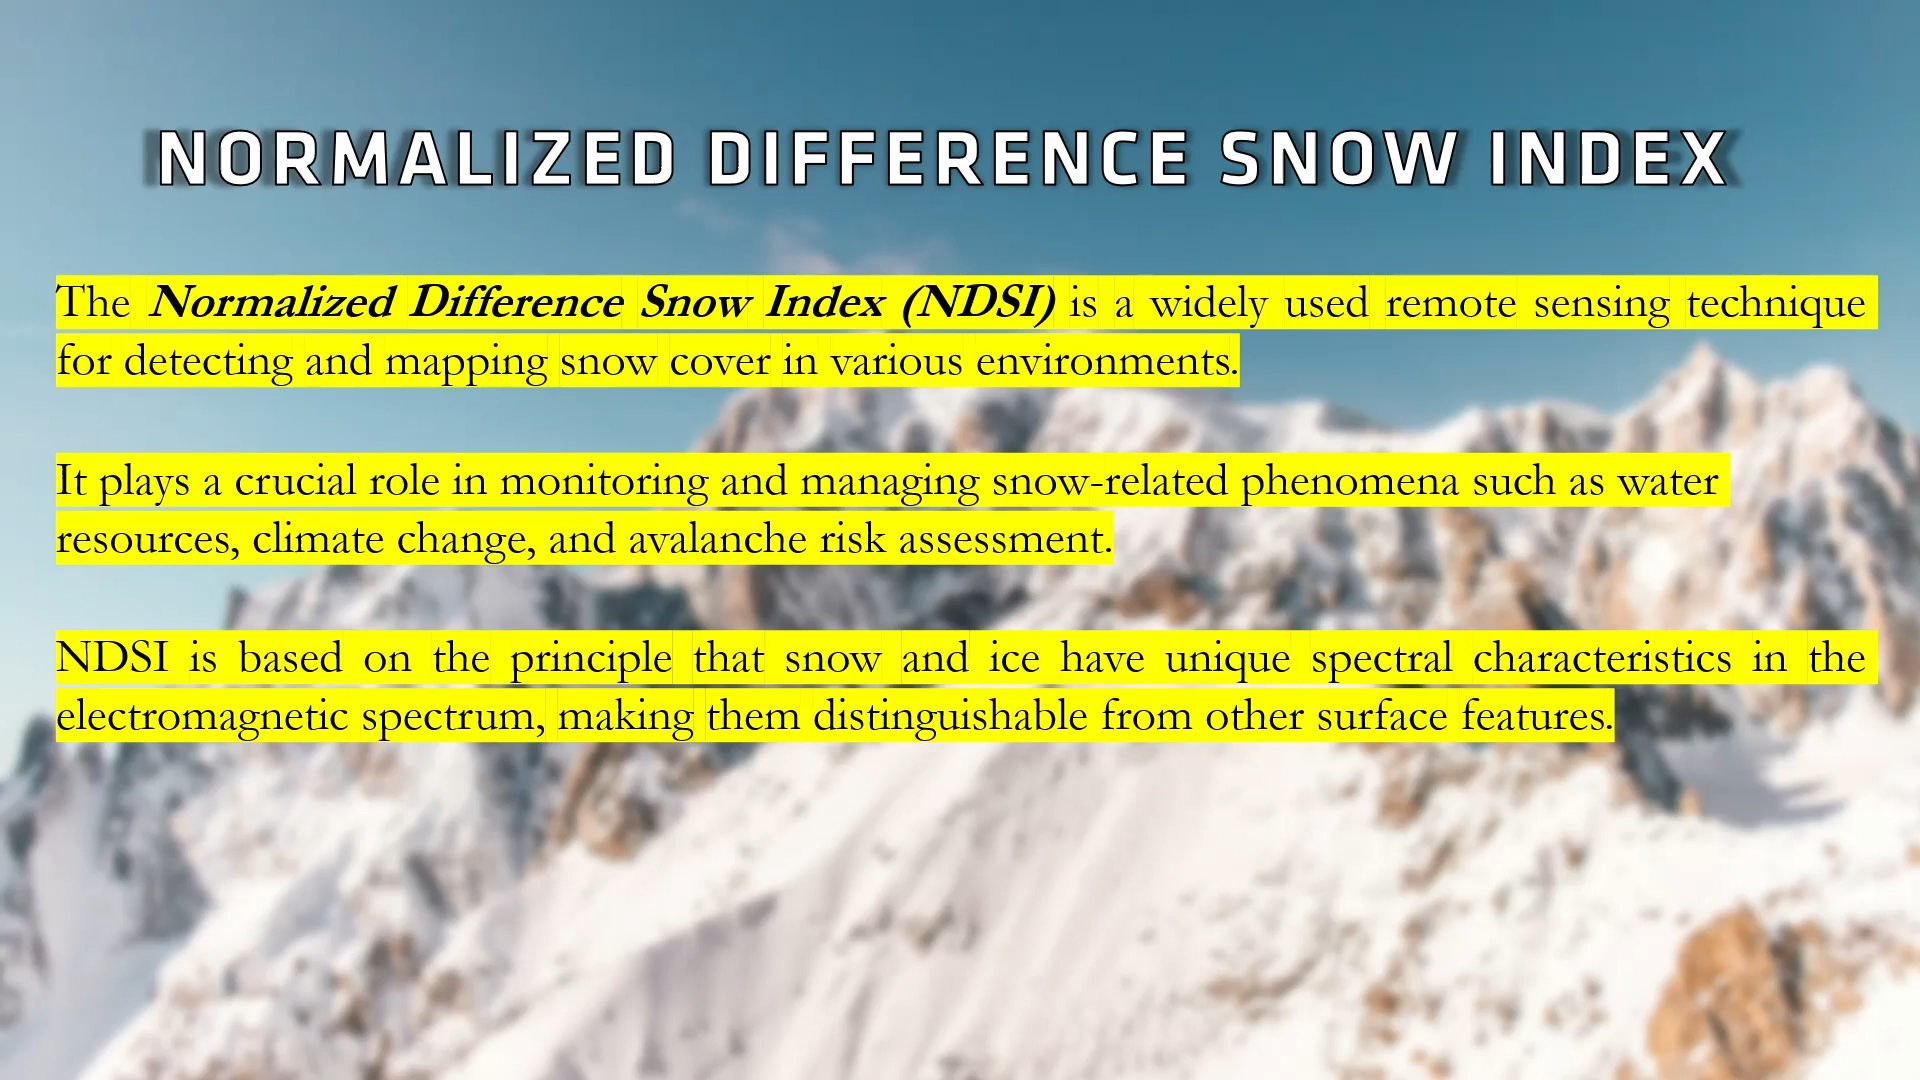 NORMALIZED DIFFERENCE SNOW INDEX
The Normalized Difference Snow Index (NDSI) is a widely used remote sensing technique
for detecting and mapping snow cover in various environments.
It plays a crucial role in monitoring and managing snow-related phenomena such as water
resources, climate change, and avalanche risk assessment.
NDSI is based on the principle that snow and ice have unique spectral characteristics in the
electromagnetic spectrum, making them distinguishable from other surface features.